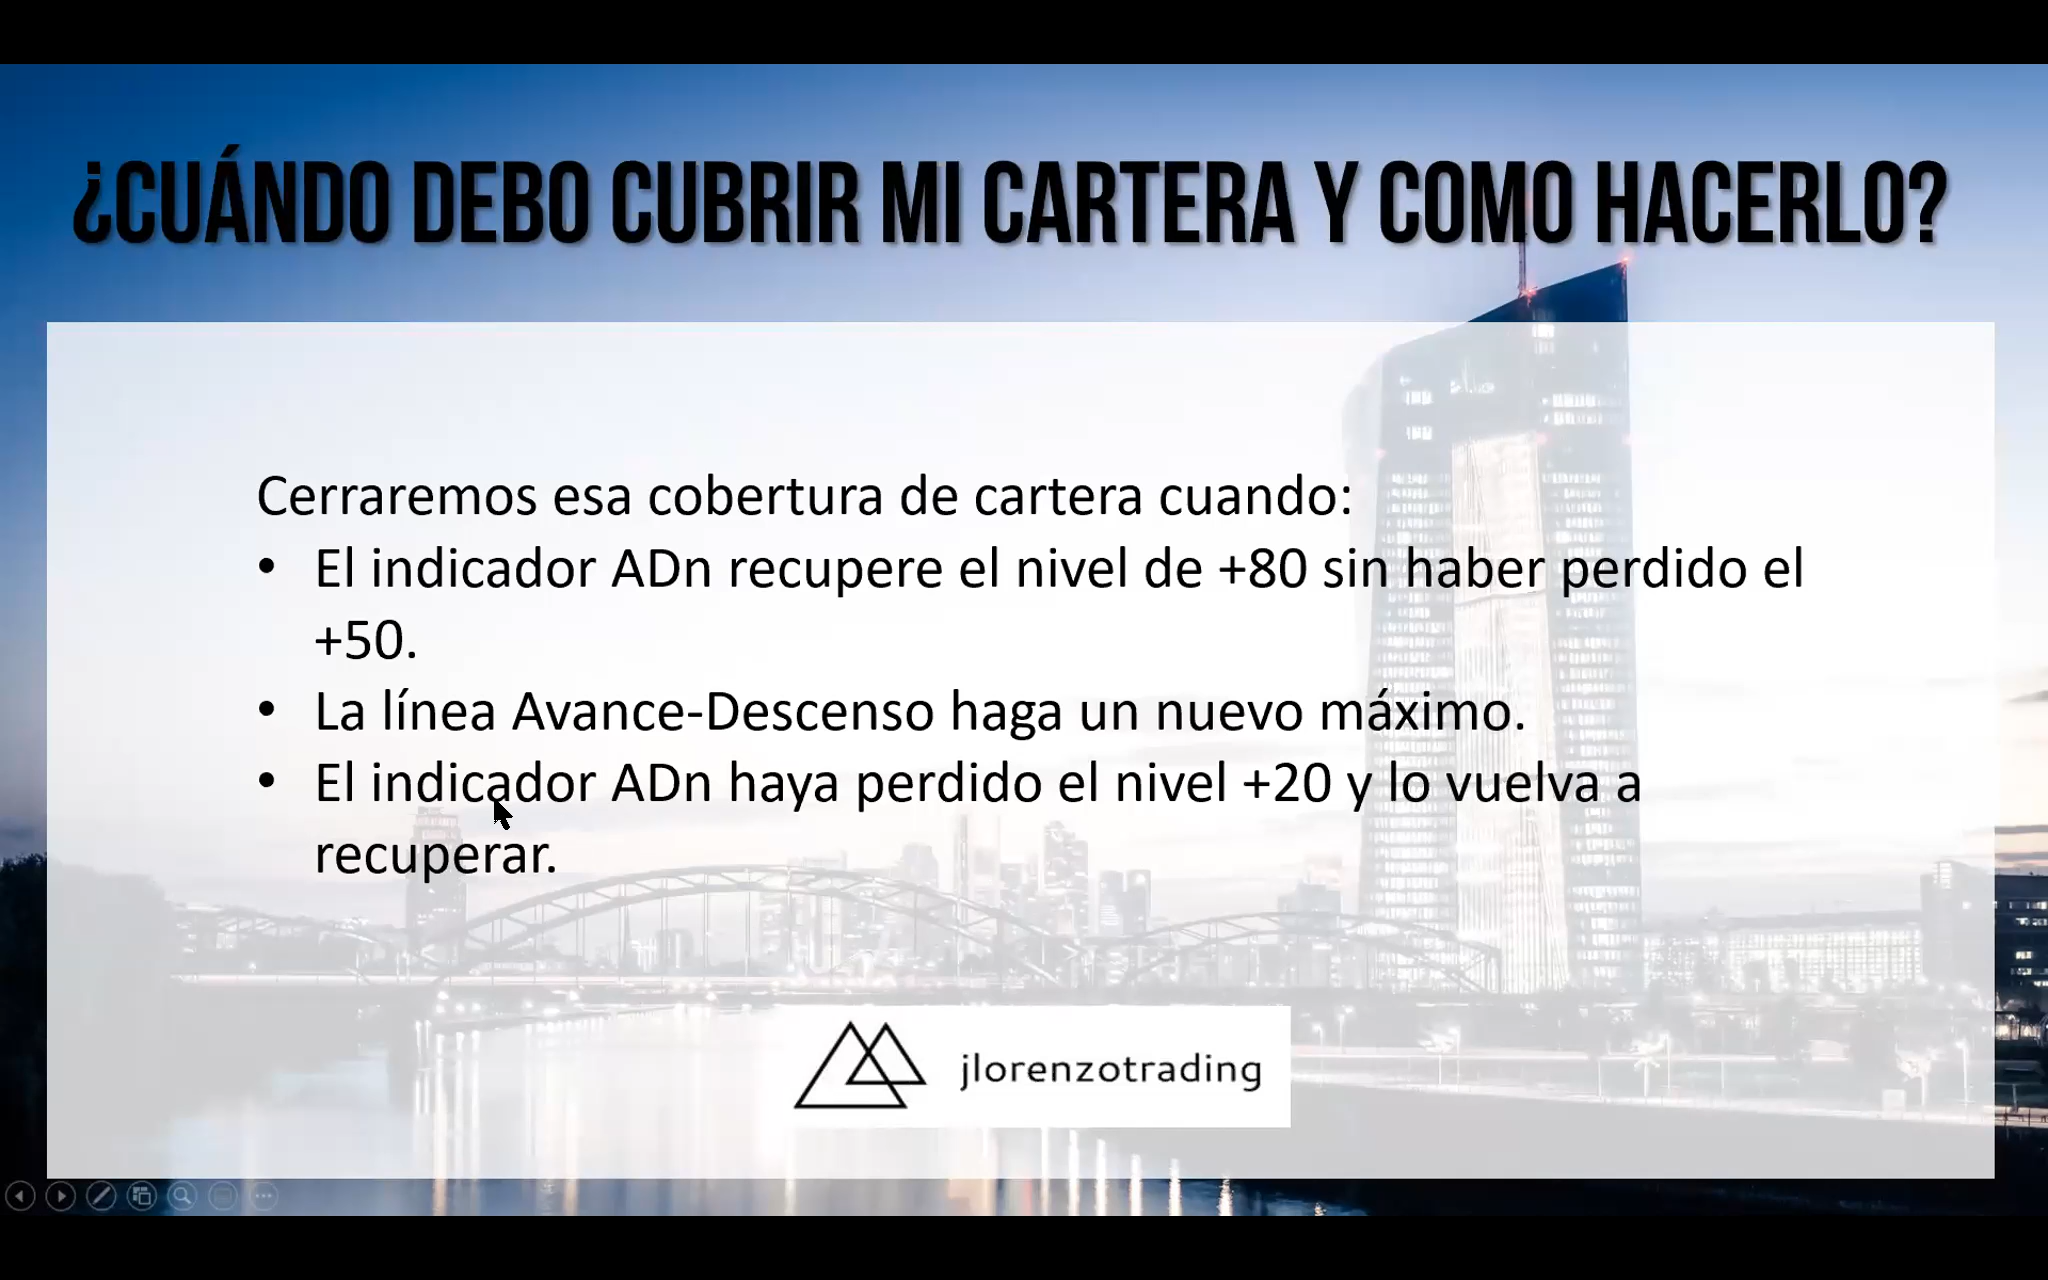 ¿CUÁNDO DEBO CUBRIR MI CARTERA Y COMO HACERLO?
Cerraremos esa cobertura de cartera cuando:
• El indicador ADn recupere el nivel de +80 sin haber perdido el
+50.
• La línea Avance-Descenso haga un nuevo máximo.
• El indicador ADn haya perdido el nivel +20 y lo vuelva a
recuperar.
jlorenzotrading